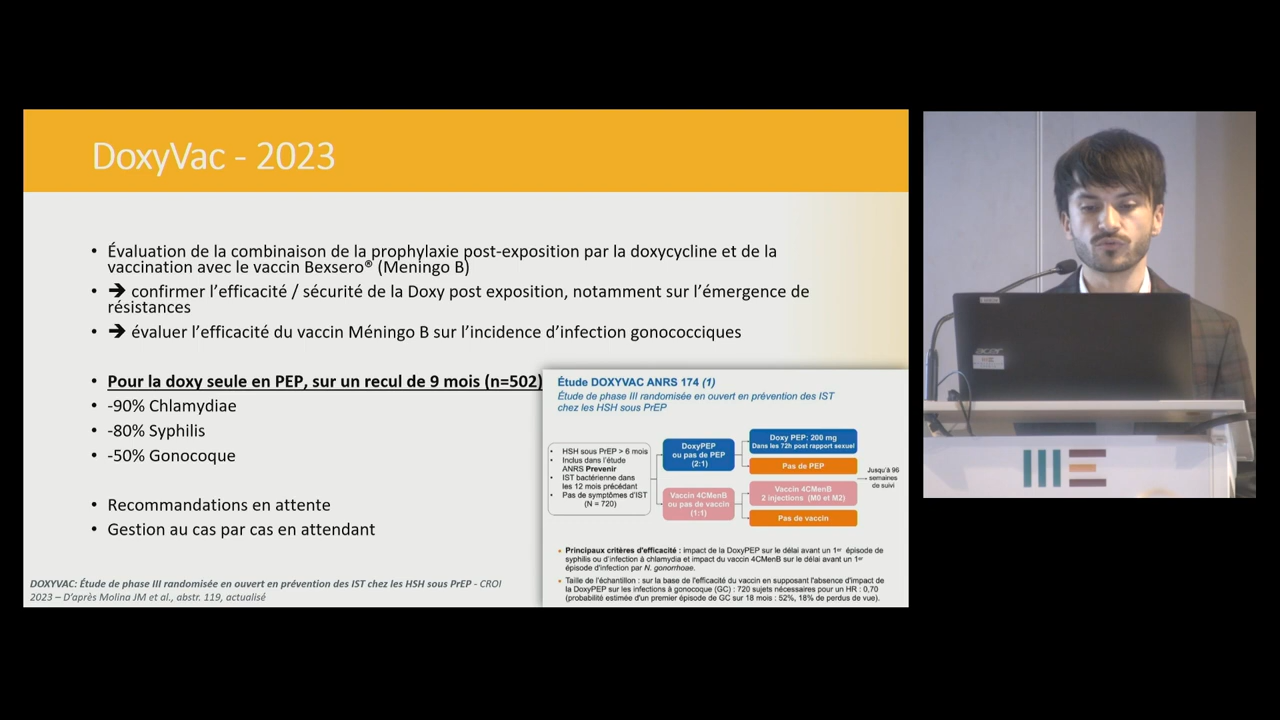 DoxyVac - 2023
• Évaluation de la combinaison de la prophylaxie post-exposition par la doxycycline et de la
vaccination avec le vaccin Bexsero® (Meningo B)
• ➔ confirmer l'efficacité / sécurité de la Doxy post exposition, notamment sur l'émergence de
résistances
• ➔ évaluer l'efficacité du vaccin Méningo B sur l'incidence d'infection gonococciques
• Pour la doxy seule en PEP, sur un recul de 9 mois (n=502)
• -90% Chlamydiae
• -80% Syphilis
• -50% Gonocoque
• Recommandations en attente
• Gestion au cas par cas en attendant
DOXYVAC: Étude de phase III randomisée en ouvert en prévention des IST chez les HSH sous PrEP - CROI
2023 – D'après Molina JM et al., abstr. 119, actualisé
Étude DOXYVAC ANRS 174 (1)
Étude de phase III randomisée en ouvert en prévention des IST
chez les HSH sous PrEP
• HSH sous PrEP > 6 mois
• Inclus dans l'étude
ANRS Prevenir
• IST bactérienne dans
les 12 mois précédant
• Pas de symptômes d'IST
(N = 720)
DoxyPEP
ou pas de PEP
(2:1)
Doxy PEP: 200 mg
Dans les 72h post rapport sexuel
Pas de PEP
Vaccin 4CMenB
ou pas de vaccin
(1:1)
Vaccin 4CMenB
2 injections (M0 et M2)
Pas de vaccin
Jusqu'à 96
semaines
de suivi
• Principaux critères d'efficacité : impact de la DoxyPEP sur le délai avant un 1er épisode de
syphilis ou d'infection à chlamydia et impact du vaccin 4CMenB sur le délai avant un 1er
épisode d'infection par N. gonorrhoae.
• Taille de l'échantillon : sur la base de l'efficacité du vaccin en supposant l'absence d'impact de
la DoxyPEP sur les infections à gonocoque (GC) : 720 sujets nécessaires pour un HR : 0,70
(probabilité estimée d'un premier épisode de GC sur 18 mois : 52%, 18% de perdus de vue).
acer